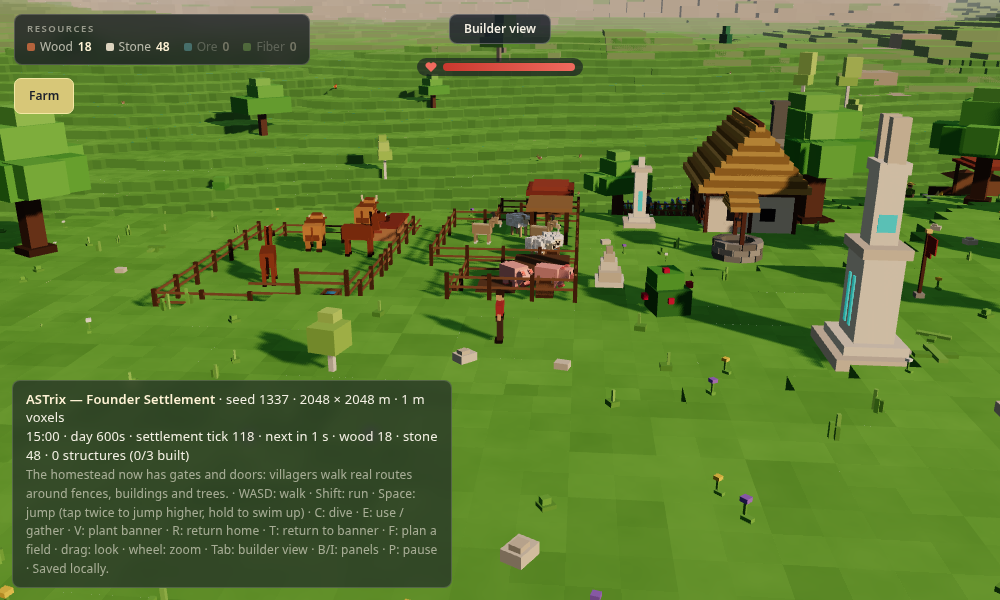 RESOURCES
Wood 18 Stone 48 Ore 0 Fiber 0
Builder view
Farm
ASTrix — Founder Settlement · seed 1337 · 2048 × 2048 m · 1 m
voxels
15:00 · day 600s · settlement tick 118 · next in 1 s · wood 18 · stone
48 · 0 structures (0/3 built)
The homestead now has gates and doors: villagers walk real routes
around fences, buildings and trees. · WASD: walk · Shift: run · Space:
jump (tap twice to jump higher, hold to swim up) · C: dive · E: use /
gather · V: plant banner · R: return home · T: return to banner · F: plan a
field · drag: look · wheel: zoom · Tab: builder view · B/I: panels · P: pause
· Saved locally.